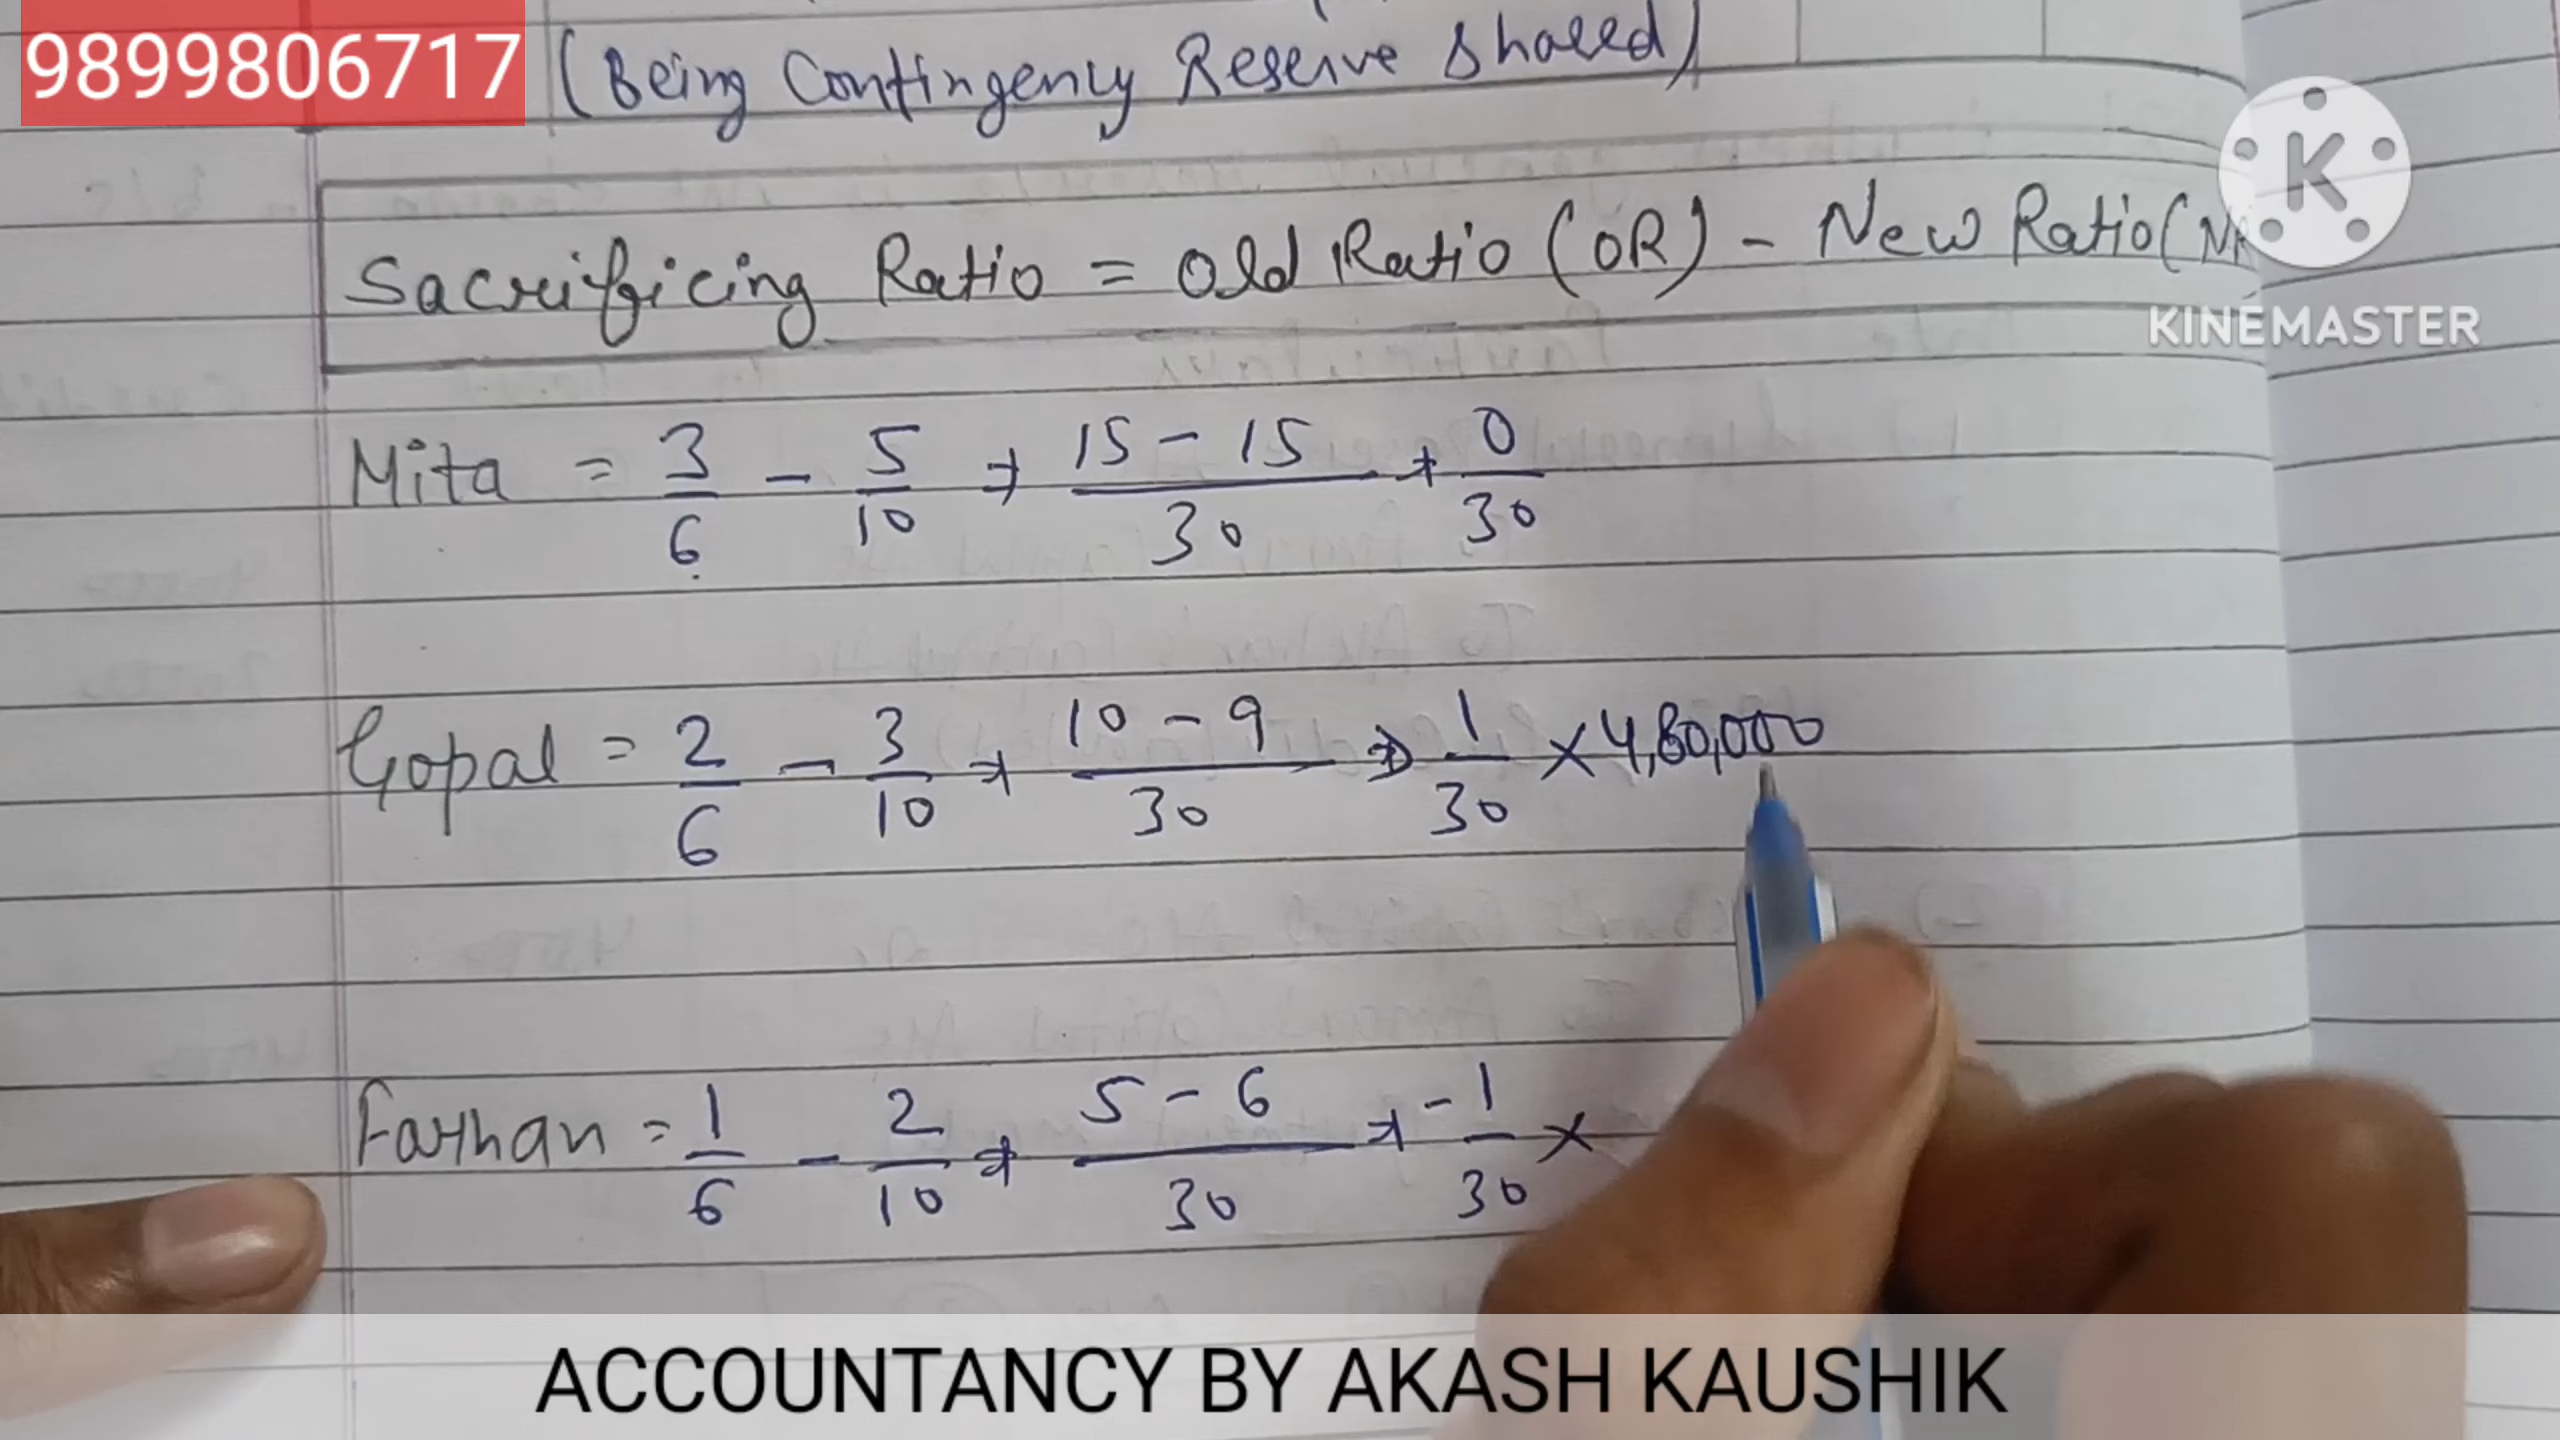 9899806717
(Being Contingency Reserve Shared)
Sacrificing Ratio = Old Ratio (OR) - New Ratio (N
KINEMASTER
Mita = 3/6 - 5/10 → 15 - 15/30 → 0/30
Gopal = 2/6 - 3/10 → 10 - 9/30 → 1/30 × 4,80,000
Farhan = 1/6 - 2/10 → 5 - 6/30 → -1/30 ×
ACCOUNTANCY BY AKASH KAUSHIK